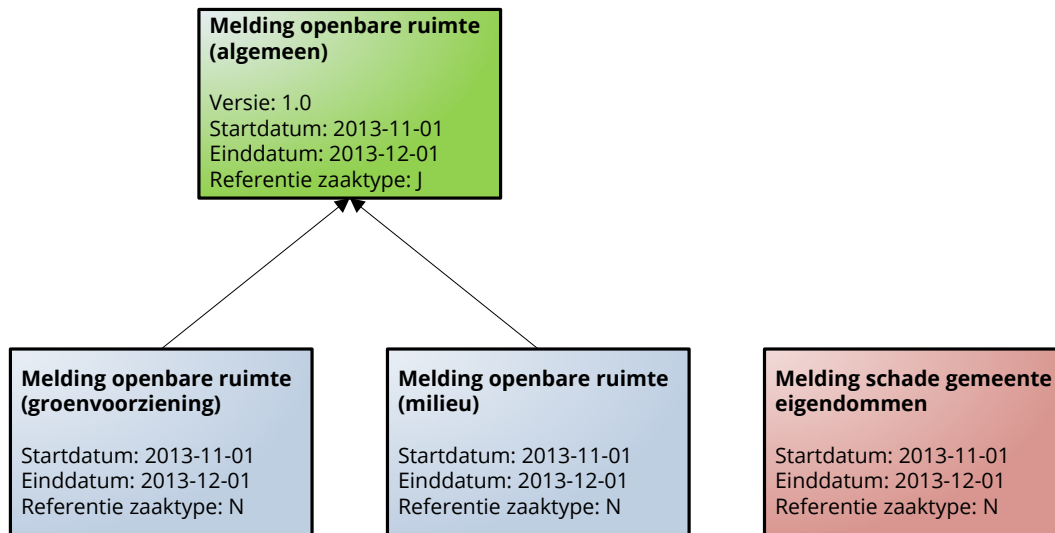 Melding openbare ruimte
(algemeen)
Versie: 1.0
Startdatum: 2013-11-01
Einddatum: 2013-12-01
Referentie zaaktype: J
Melding openbare ruimte
(groenvoorziening)
Startdatum: 2013-11-01
Einddatum: 2013-12-01
Referentie zaaktype: N
Melding openbare ruimte
(milieu)
Startdatum: 2013-11-01
Einddatum: 2013-12-01
Referentie zaaktype: N
Melding schade gemeente
eigendommen
Startdatum: 2013-11-01
Einddatum: 2013-12-01
Referentie zaaktype: N